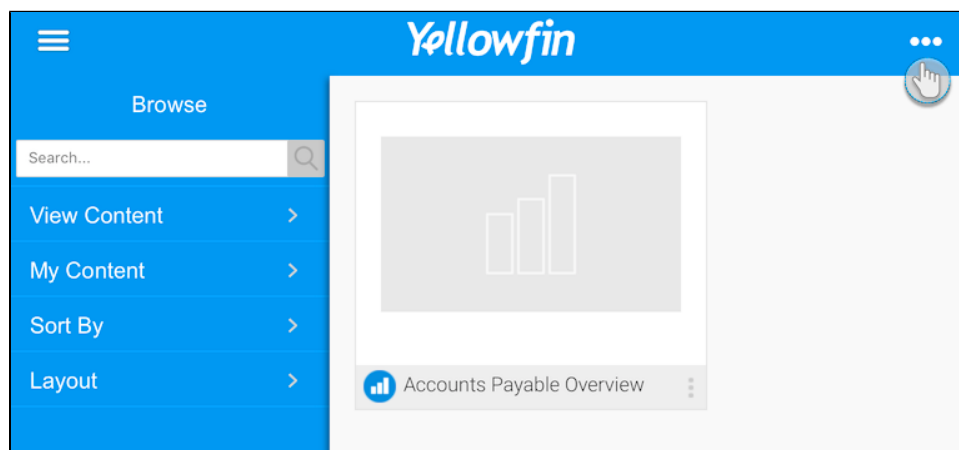 Yellowfin
Browse
Search...
View Content
My Content
Sort By
Layout
Accounts Payable Overview